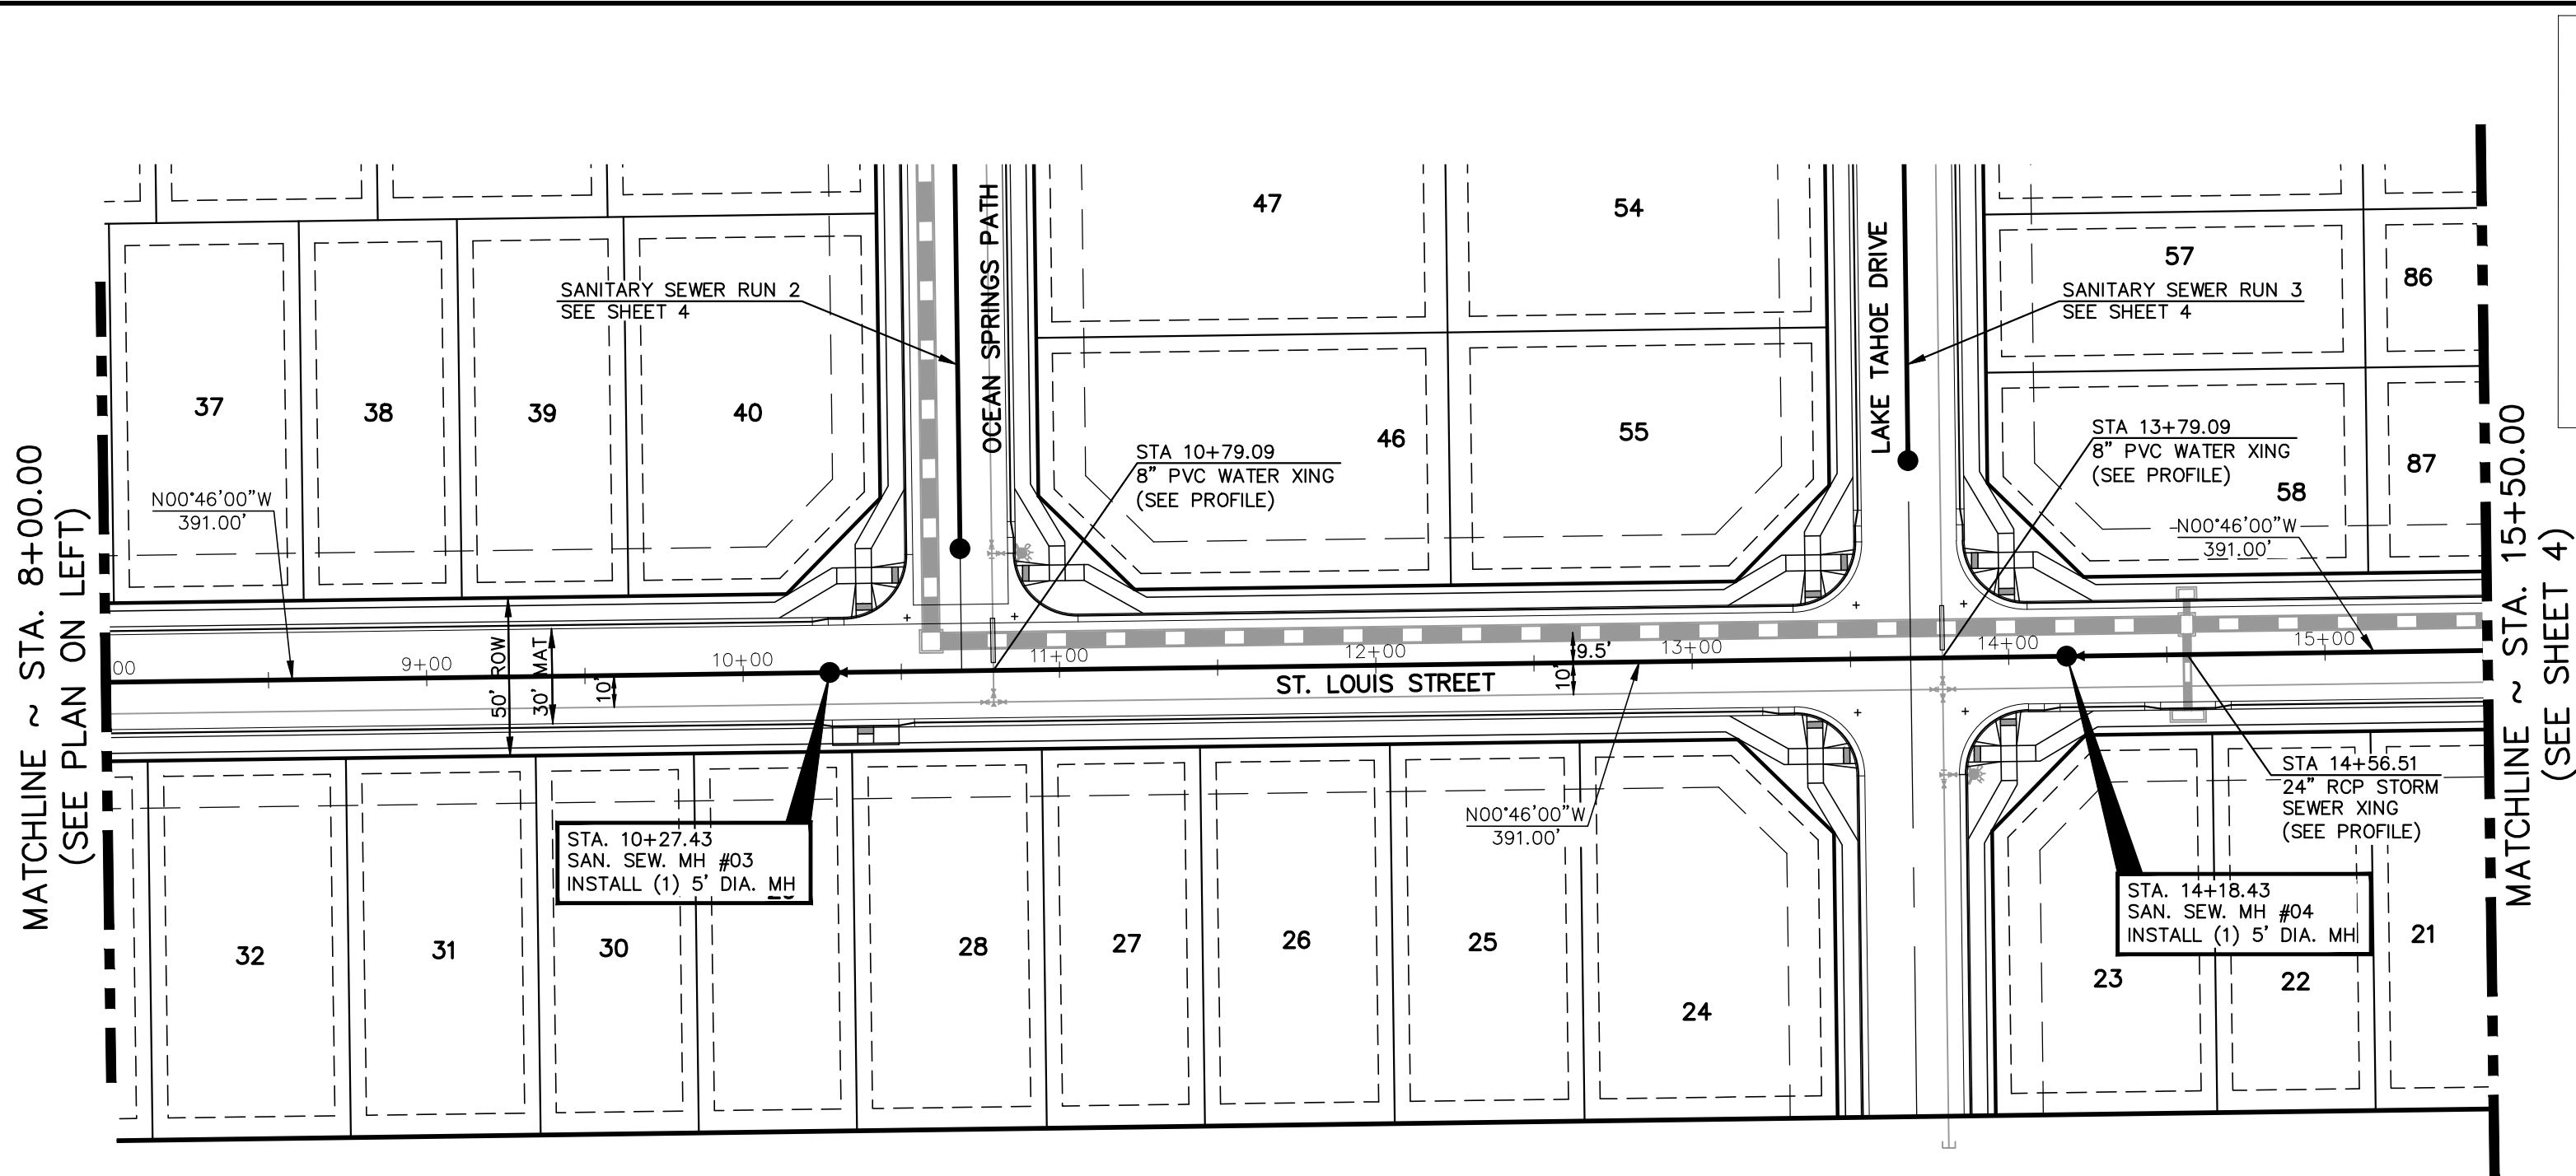 MATCHLINE ~ STA. 8+00.00
(SEE PLAN ON LEFT)
47
54
57
86
SANITARY SEWER RUN 2
SEE SHEET 4
OCEAN SPRINGS PATH
LAKE TAHOE DRIVE
SANITARY SEWER RUN 3
SEE SHEET 4
37
38
39
40
46
55
58
87
N00°46'00"W
391.00'
STA 10+79.09
8" PVC WATER XING
(SEE PROFILE)
STA 13+79.09
8" PVC WATER XING
(SEE PROFILE)
N00°46'00"W
391.00'
00
9+00
10+00
11+00
12+00
13+00
14+00
15+00
50' ROW
30' MAT
10'
9.5'
10'
ST. LOUIS STREET
STA. 10+27.43
SAN. SEW. MH #03
INSTALL (1) 5' DIA. MH
N00°46'00"W
391.00'
STA 14+56.51
24" RCP STORM
SEWER XING
(SEE PROFILE)
STA. 14+18.43
SAN. SEW. MH #04
INSTALL (1) 5' DIA. MH
32
31
30
28
27
26
25
24
23
22
21
MATCHLINE ~ STA. 15+50.00
(SEE SHEET 4)